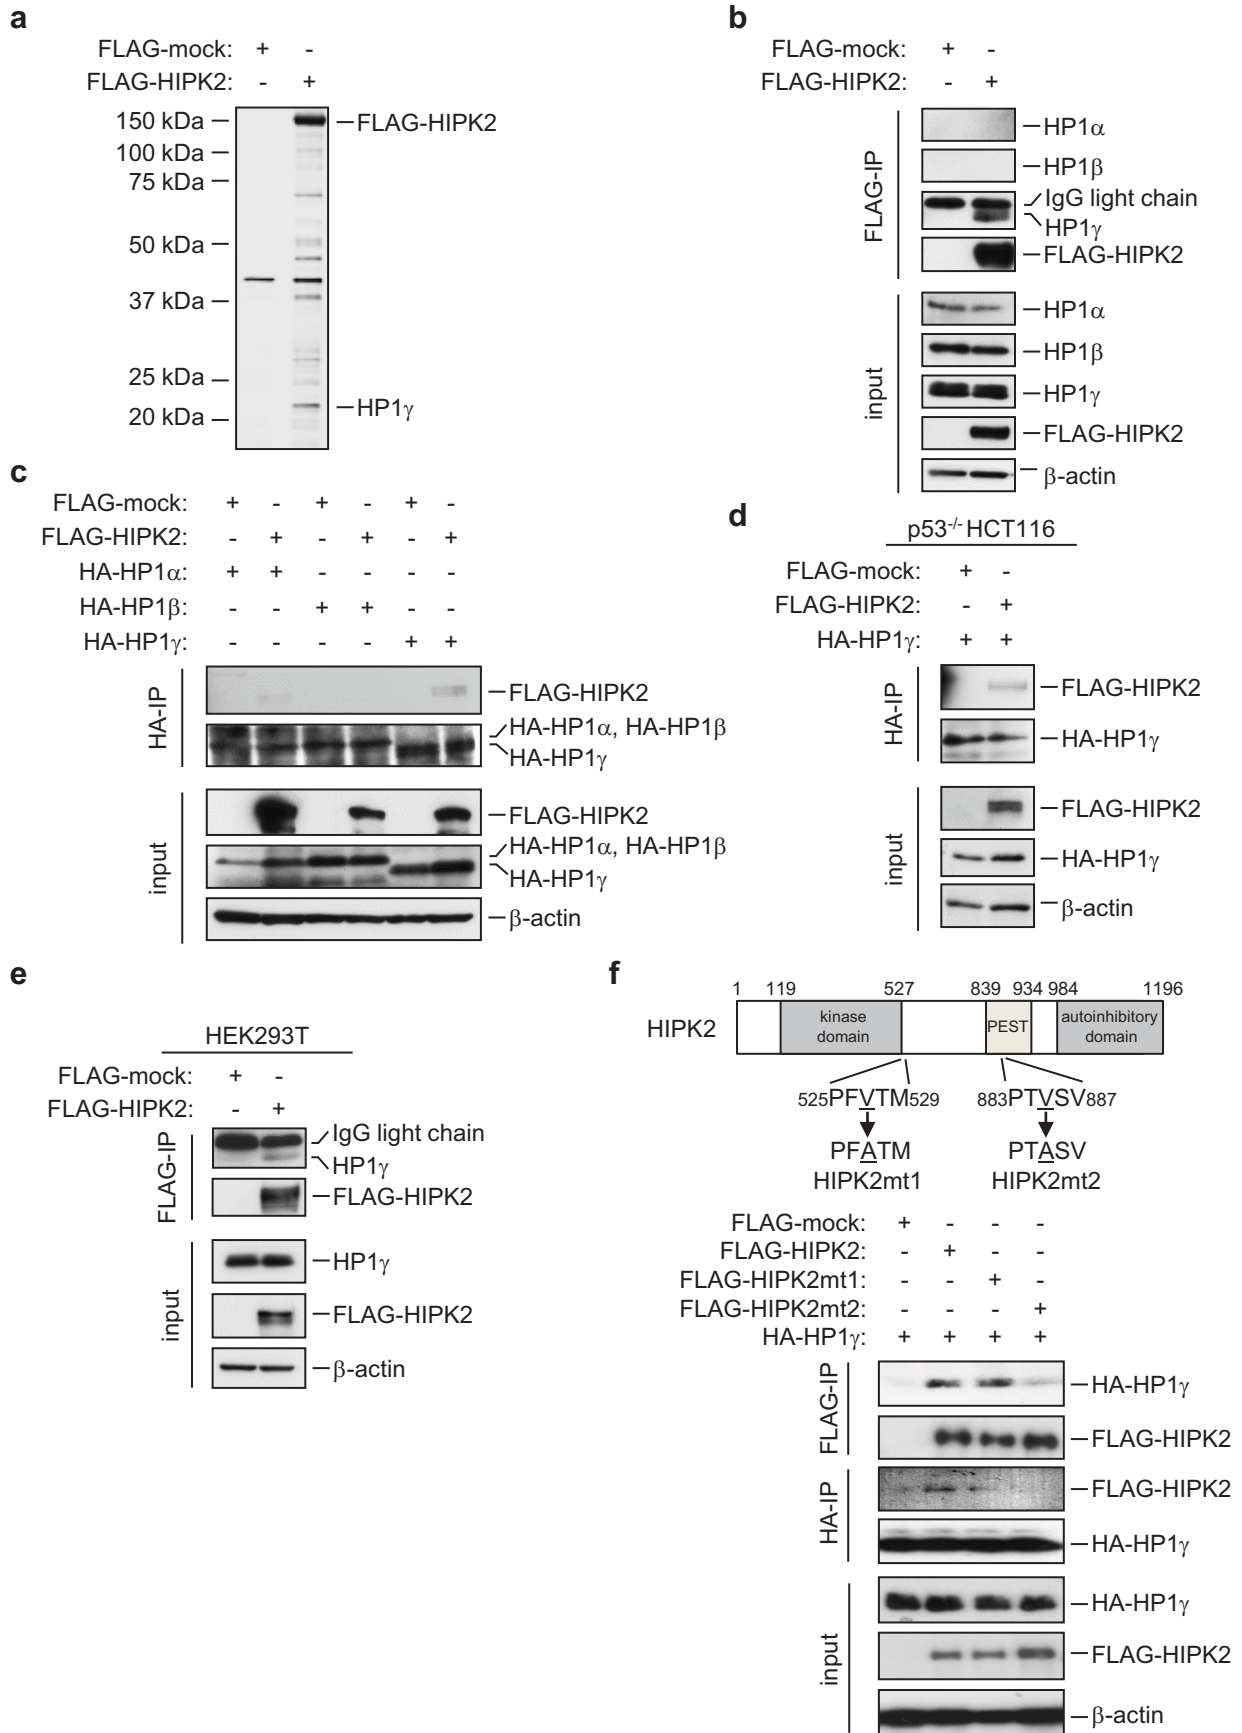 a
FLAG-mock: + -
FLAG-HIPK2: - +
150 kDa
100 kDa
75 kDa
50 kDa
37 kDa
25 kDa
20 kDa
FLAG-HIPK2
HP1γ
b
FLAG-mock: + -
FLAG-HIPK2: - +
FLAG-IP
HP1α
HP1β
IgG light chain
HP1γ
FLAG-HIPK2
input
HP1α
HP1β
HP1γ
FLAG-HIPK2
β-actin
c
FLAG-mock: + - + - + -
FLAG-HIPK2: - + - + - +
HA-HP1α: + + - - - -
HA-HP1β: - - + + - -
HA-HP1γ: - - - - + +
HA-IP
FLAG-HIPK2
HA-HP1α, HA-HP1β
HA-HP1γ
input
FLAG-HIPK2
HA-HP1α, HA-HP1β
HA-HP1γ
β-actin
d
p53-/- HCT116
FLAG-mock: + -
FLAG-HIPK2: - +
HA-HP1γ: + +
HA-IP
FLAG-HIPK2
HA-HP1γ
input
FLAG-HIPK2
HA-HP1γ
β-actin
e
HEK293T
FLAG-mock: + -
FLAG-HIPK2: - +
FLAG-IP
IgG light chain
HP1γ
FLAG-HIPK2
input
HP1γ
FLAG-HIPK2
β-actin
f
1 119 527 839 934 984 1196
HIPK2
kinase
domain
PEST
autoinhibitory
domain
525PFVTM529 883PTVSV887
PFATM PTASV
HIPK2mt1 HIPK2mt2
FLAG-mock: + - - -
FLAG-HIPK2: - + - -
FLAG-HIPK2mt1: - - + -
FLAG-HIPK2mt2: - - - +
HA-HP1γ: + + + +
FLAG-IP
HA-HP1γ
FLAG-HIPK2
HA-IP
FLAG-HIPK2
HA-HP1γ
input
HA-HP1γ
FLAG-HIPK2
β-actin